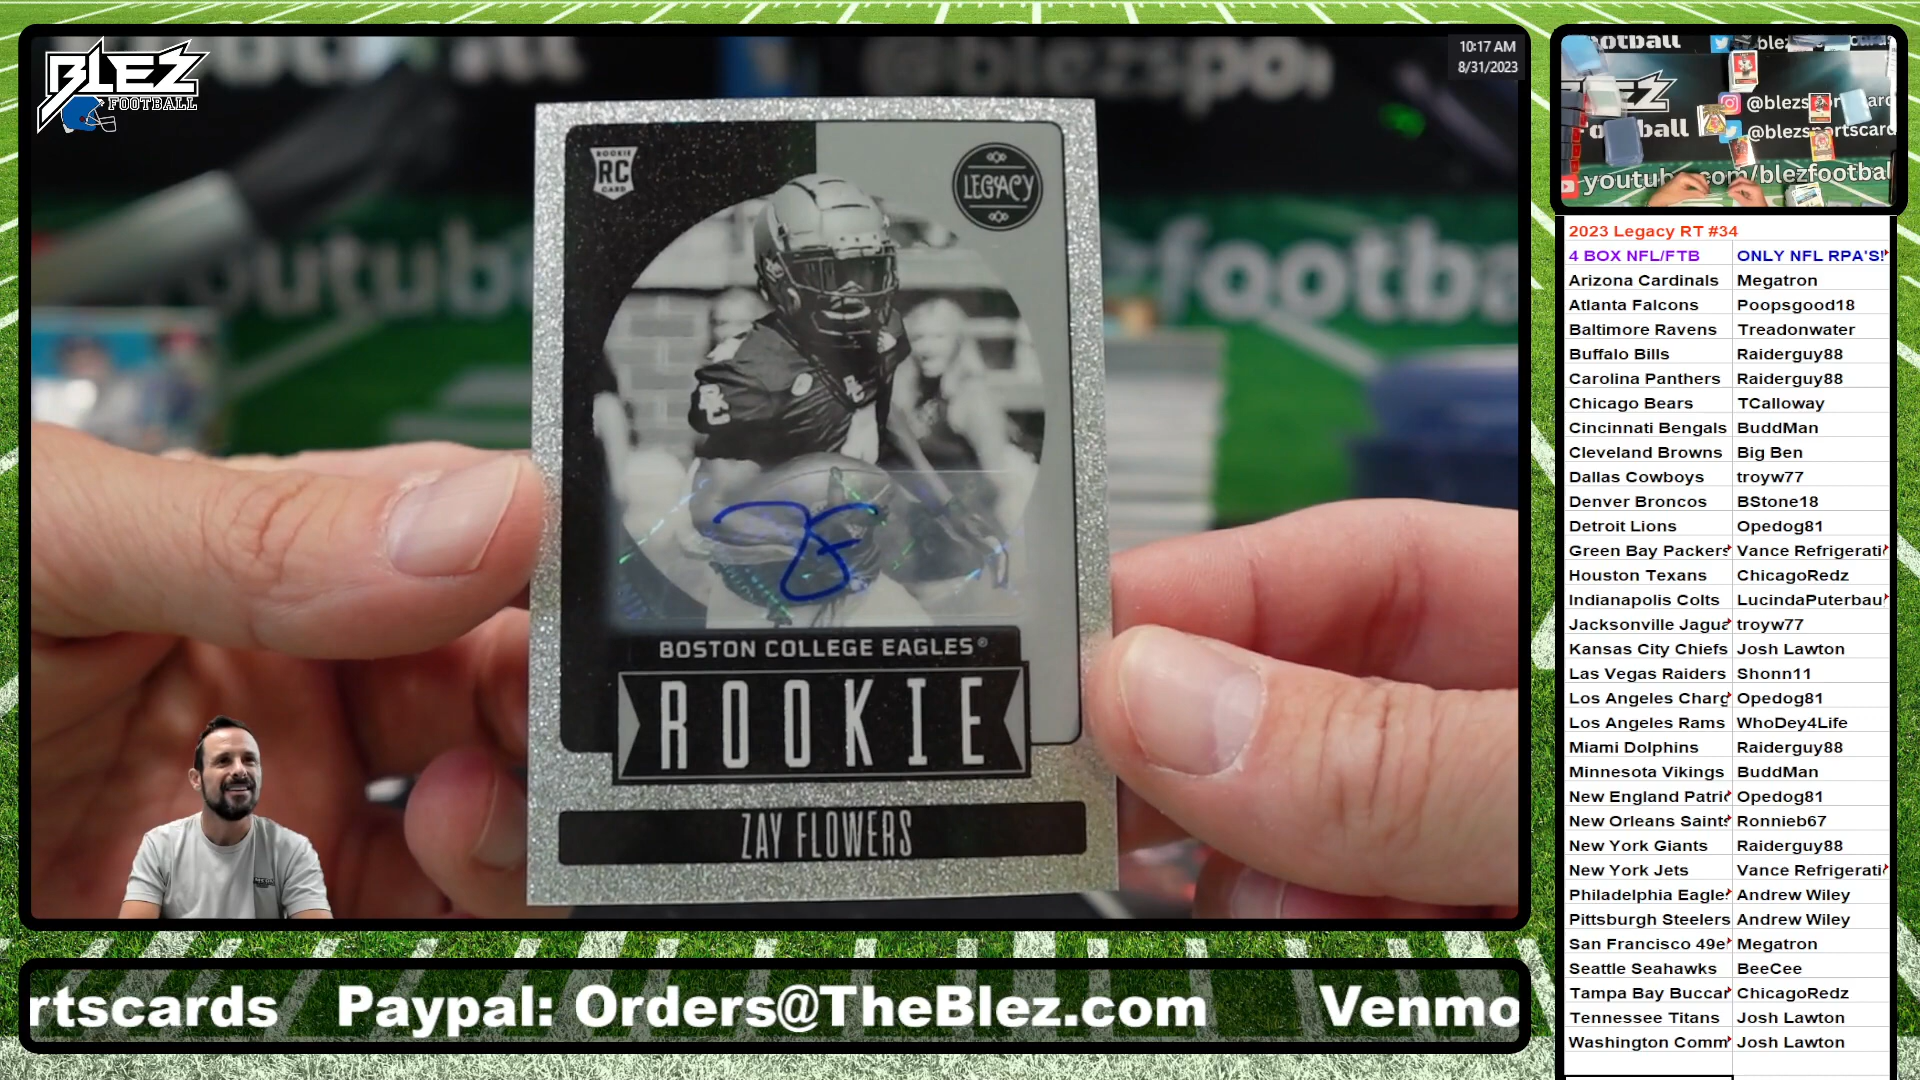 BLEZ
FOOTBALL
10:17 AM
8/31/2023
ROOKIE
RC
CARD
LEGACY
BOSTON COLLEGE EAGLES®
ROOKIE
ZAY FLOWERS
rtscards Paypal: Orders@TheBlez.com Venmo
@blezsportscard
youtube.com/blezfootbal
2023 Legacy RT #34
4 BOX NFL/FTB ONLY NFL RPA'S!
Arizona Cardinals Megatron
Atlanta Falcons Poopsgood18
Baltimore Ravens Treadonwater
Buffalo Bills Raiderguy88
Carolina Panthers Raiderguy88
Chicago Bears TCalloway
Cincinnati Bengals BuddMan
Cleveland Browns Big Ben
Dallas Cowboys troyw77
Denver Broncos BStone18
Detroit Lions Opedog81
Green Bay Packers Vance Refrigerati
Houston Texans ChicagoRedz
Indianapolis Colts LucindaPuterbau
Jacksonville Jagua troyw77
Kansas City Chiefs Josh Lawton
Las Vegas Raiders Shonn11
Los Angeles Charg Opedog81
Los Angeles Rams WhoDey4Life
Miami Dolphins Raiderguy88
Minnesota Vikings BuddMan
New England Patric Opedog81
New Orleans Saints Ronnieb67
New York Giants Raiderguy88
New York Jets Vance Refrigerati
Philadelphia Eagle Andrew Wiley
Pittsburgh Steelers Andrew Wiley
San Francisco 49e Megatron
Seattle Seahawks BeeCee
Tampa Bay Buccar ChicagoRedz
Tennessee Titans Josh Lawton
Washington Comm Josh Lawton